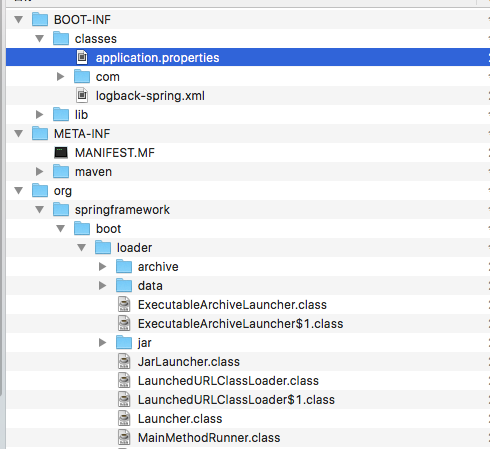 BOOT-INF
classes
application.properties
com
logback-spring.xml
lib
META-INF
MANIFEST.MF
maven
org
springframework
boot
loader
archive
data
ExecutableArchiveLauncher.class
ExecutableArchiveLauncher$1.class
jar
JarLauncher.class
LaunchedURLClassLoader.class
LaunchedURLClassLoader$1.class
Launcher.class
MainMethodRunner.class